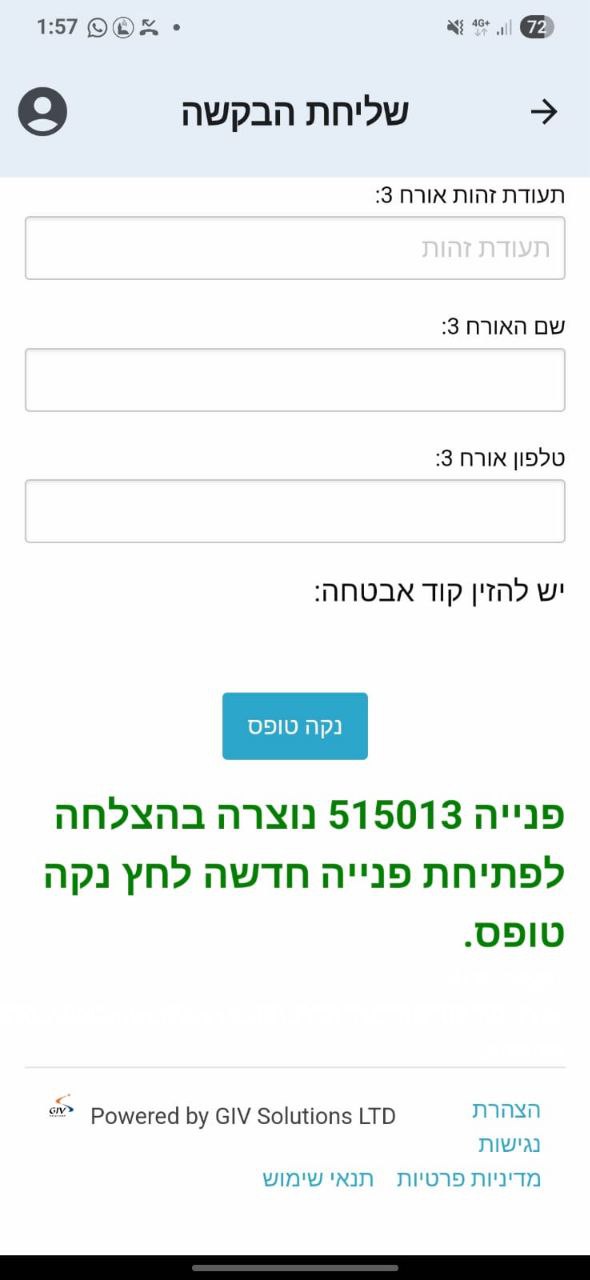 1:57
4G+
72
שליחת הבקשה
תעודת זהות אורח 3:
תעודת זהות
שם האורח 3:
טלפון אורח 3:
יש להזין קוד אבטחה:
נקה טופס
פנייה 515013 נוצרה בהצלחה
לפתיחת פנייה חדשה לחץ נקה
טופס.
הצהרת
נגישות
מדיניות פרטיות
תנאי שימוש
GIV
Powered by GIV Solutions LTD